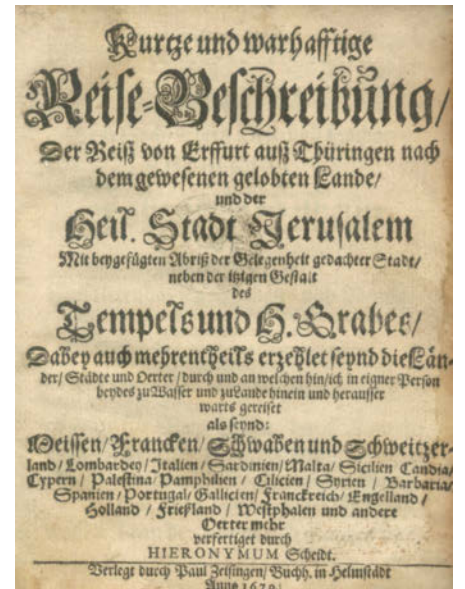 Kurtze und warhafftige
Reise-Beschreibung/
Der Reiß von Erffurt auß Thüringen nach
dem gewesenen gelobten Lande/
und der
Heil. Stadt Jerusalem
Mit beygefügten Abriß der Gelegenheit gedachter Stadt/
neben der itzigen Gestalt
des
Tempels und H. Grabes/
Dabey auch mehrentheils erzehlet seynd die Län-
der/ Städte und Oerter/ durch und an welchen hin/ ich in eigner Person
beydes zu Wasser und zu Lande hinein und herausser
warts gereiset
als seynd:
Meissen/ Francken/ Schwaben und Schweitzer-
land/ Lombardey/ Italien/ Sardinien/ Malta/ Sicilien Candia/
Cypern/ Palestina/ Pamphilien/ Cilicien/ Syrien/ Barbaria/
Spanien/ Portugal/ Gallicien/ Franckreich/ Engelland/
Holland/ Frießland/ Westphalen und andere
Oerter mehr
verfertiget durch
HIERONYMUM Scheidt.
Verlegt durch Paul Zeisingen/ Buchh. in Helmstädt
Anno 1679/